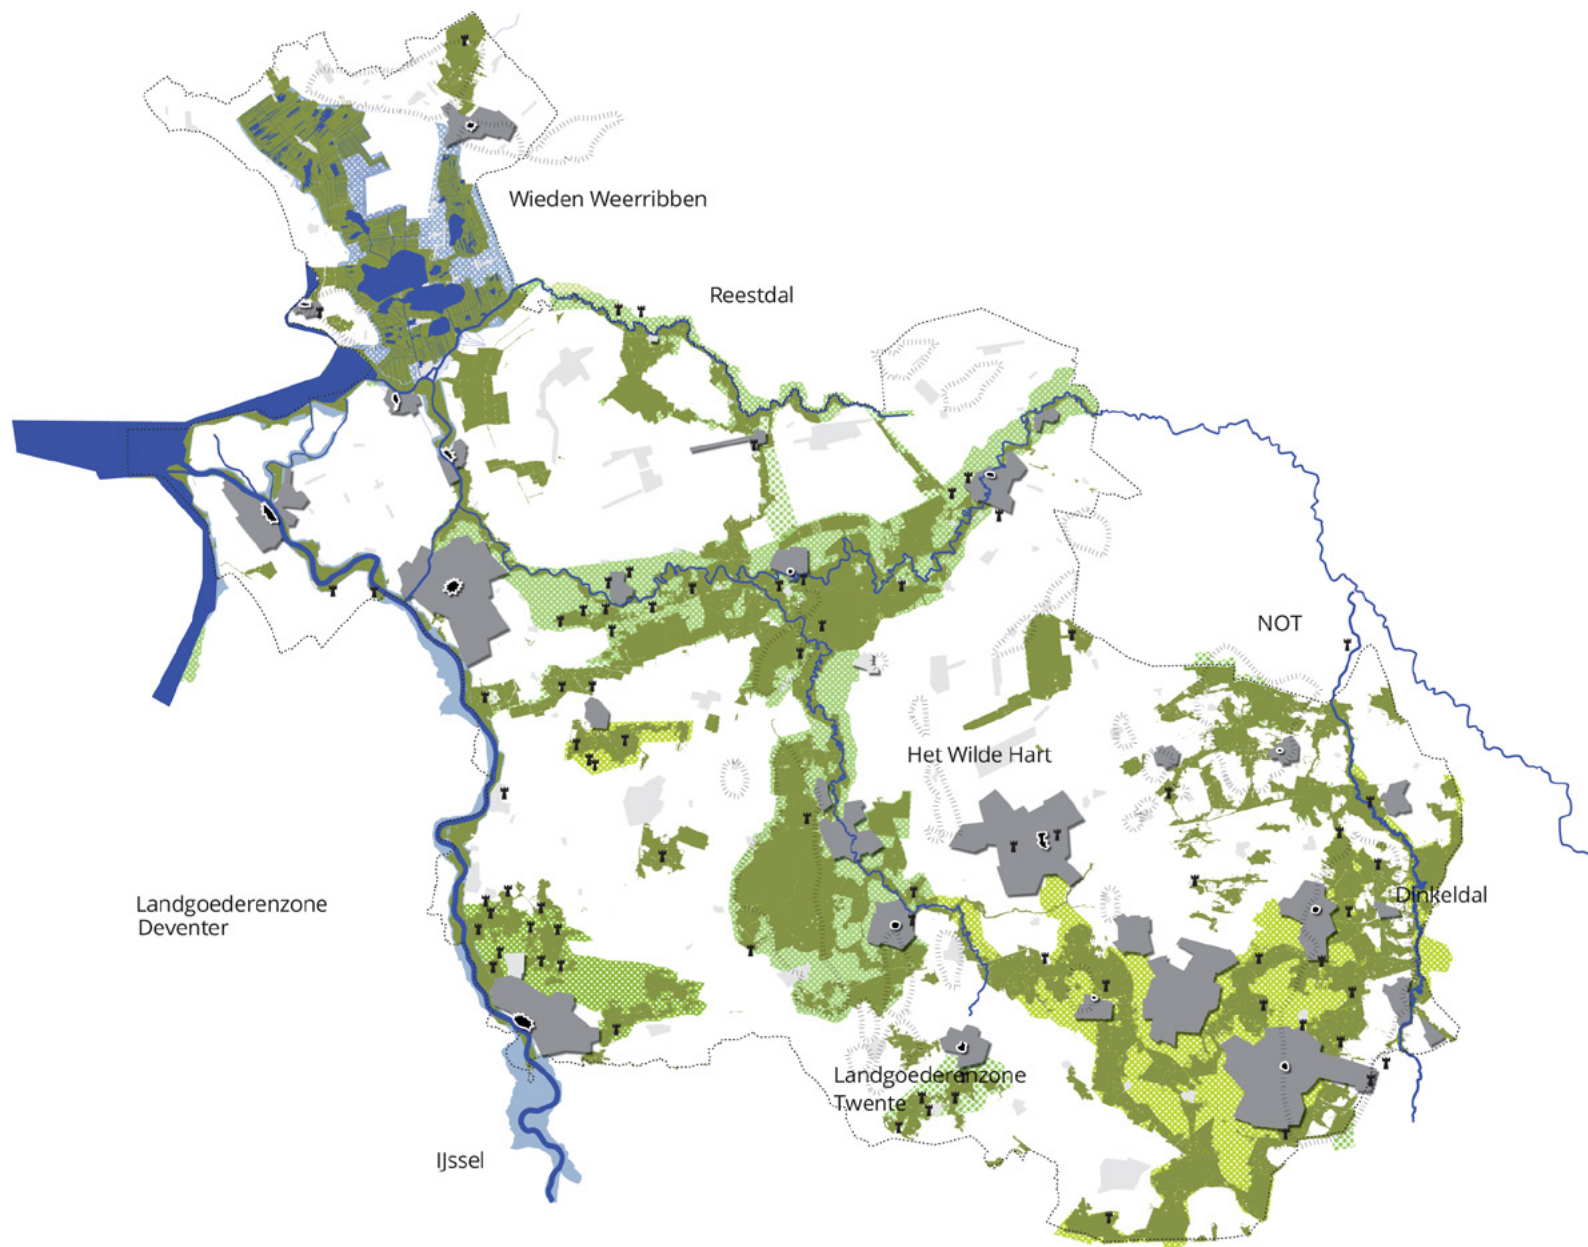 Wieden Weerribben
Reestdal
NOT
Het Wilde Hart
Dinkeldal
Landgoederenzone
Deventer
Landgoederenzone
Twente
IJssel